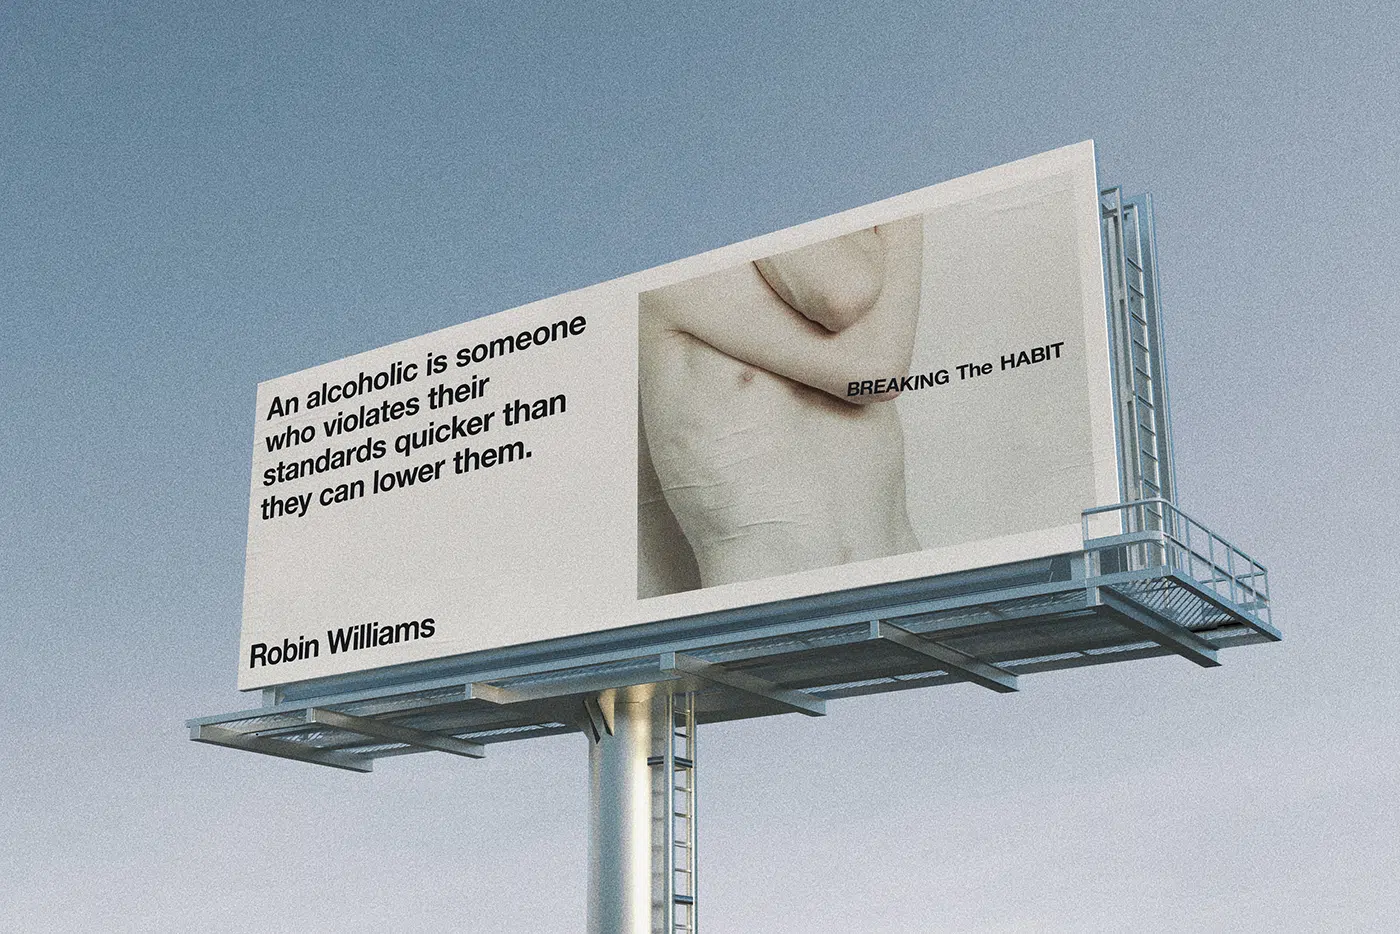 An alcoholic is someone
who violates their
standards quicker than
they can lower them.
Robin Williams
BREAKING The HABIT